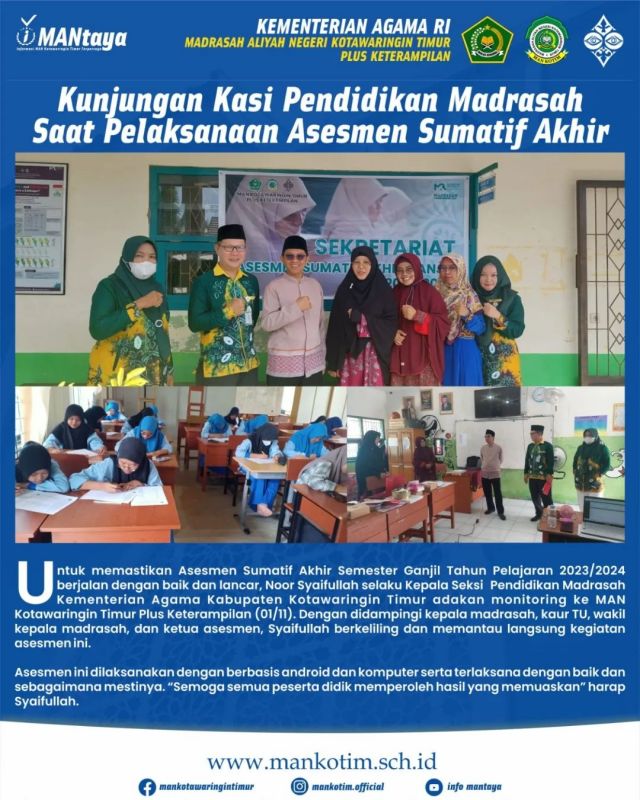 MANtaya
Informasi MAN Kotawaringin Timur Terpercaya
KEMENTERIAN AGAMA RI
MADRASAH ALIYAH NEGERI KOTAWARINGIN TIMUR
PLUS KETERAMPILAN
Kunjungan Kasi Pendidikan Madrasah
Saat Pelaksanaan Asesmen Sumatif Akhir
MAN KOTAWARINGIN TIMUR
PLUS KETERAMPILAN
SEKRETARIAT
Untuk memastikan Asesmen Sumatif Akhir Semester Ganjil Tahun Pelajaran 2023/2024
berjalan dengan baik dan lancar, Noor Syaifullah selaku Kepala Seksi Pendidikan Madrasah
Kementerian Agama Kabupaten Kotawaringin Timur adakan monitoring ke MAN
Kotawaringin Timur Plus Keterampilan (01/11). Dengan didampingi kepala madrasah, kaur TU, wakil
kepala madrasah, dan ketua asesmen, Syaifullah berkeliling dan memantau langsung kegiatan
asesmen ini.
Asesmen ini dilaksanakan dengan berbasis android dan komputer serta terlaksana dengan baik dan
sebagaimana mestinya. “Semoga semua peserta didik memperoleh hasil yang memuaskan” harap
Syaifullah.
www.mankotim.sch.id
mankotawaringintimur
mankotim.official
info mantaya